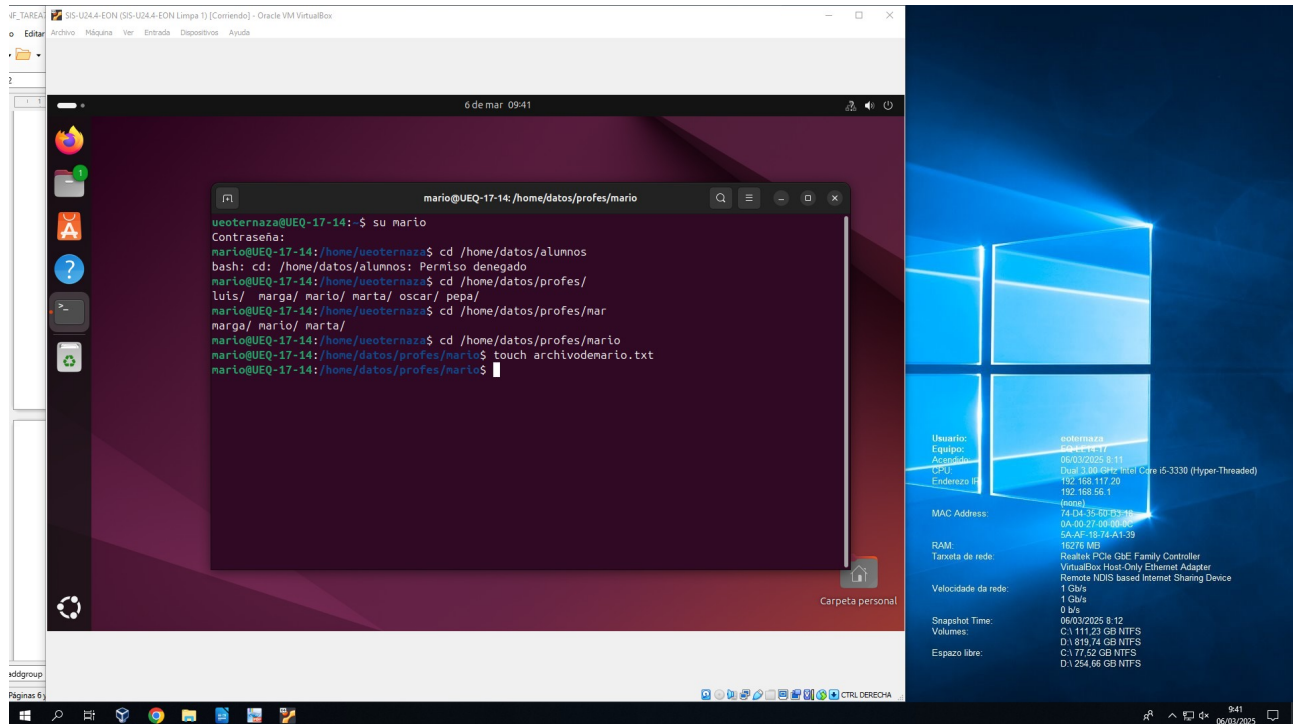 SIS-U24.4-EON (SIS-U24.4-EON Limpa 1) [Corriendo] - Oracle VM VirtualBox
Archivo Máquina Ver Entrada Dispositivos Ayuda
Editar
6 de mar 09:41
1
mario@UEQ-17-14: /home/datos/profes/mario
ueoternaza@UEQ-17-14:~$ su mario
Contraseña:
mario@UEQ-17-14:/home/ueoternaza$ cd /home/datos/alumnos
bash: cd: /home/datos/alumnos: Permiso denegado
mario@UEQ-17-14:/home/ueoternaza$ cd /home/datos/profes/
luis/ marga/ mario/ marta/ oscar/ pepa/
mario@UEQ-17-14:/home/ueoternaza$ cd /home/datos/profes/mar
marga/ mario/ marta/
mario@UEQ-17-14:/home/ueoternaza$ cd /home/datos/profes/mario
mario@UEQ-17-14:/home/datos/profes/mario$ touch archivodemario.txt
mario@UEQ-17-14:/home/datos/profes/mario$
Carpeta personal
addgroup
Páginas 6 y
CTRL DERECHA
Usuario: eoternaza
Equipo:
Acendido: 06/03/2025 8:11
CPU: Dual 3,00 GHz Intel Core i5-3330 (Hyper-Threaded)
Enderezo IP: 192.168.117.20
192.168.56.1
(none)
MAC Address: 74-D4-35-60-B3-18
0A-00-27-00-00-0C
5A-AF-18-74-A1-39
RAM: 16276 MB
Tarxeta de rede: Realtek PCIe GbE Family Controller
VirtualBox Host-Only Ethernet Adapter
Remote NDIS based Internet Sharing Device
Velocidade da rede: 1 Gb/s
1 Gb/s
0 b/s
Snapshot Time: 06/03/2025 8:12
Volumes: C:\ 111,23 GB NTFS
D:\ 819,74 GB NTFS
Espazo libre: C:\ 77,52 GB NTFS
D:\ 254,66 GB NTFS
9:41
06/03/2025